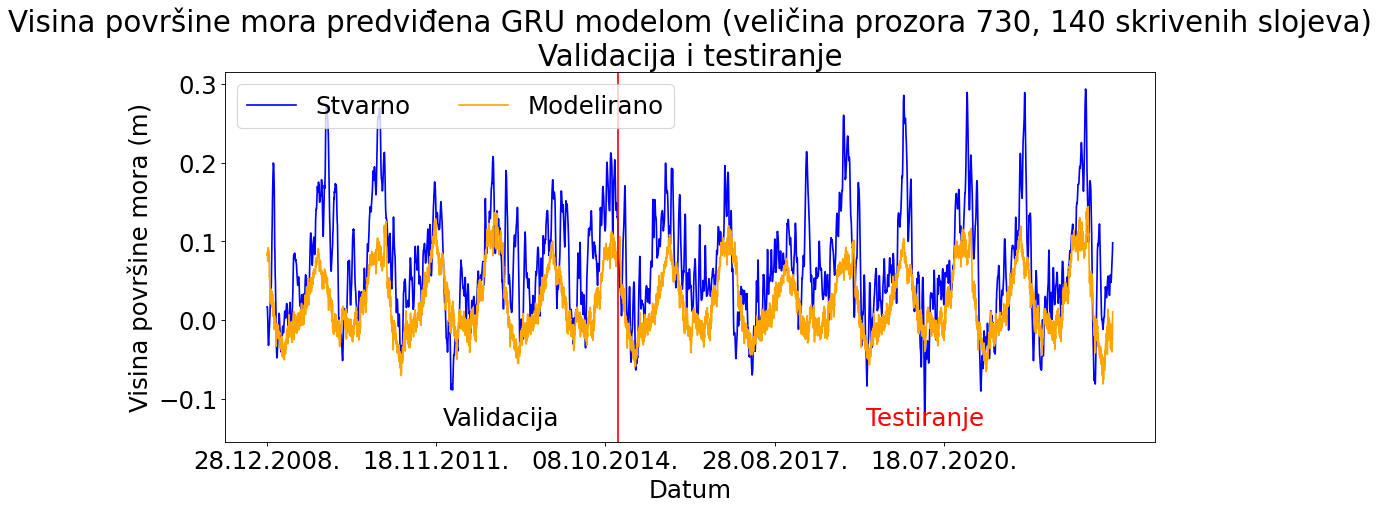 Visina površine mora predviđena GRU modelom (veličina prozora 730, 140 skrivenih slojeva)
Validacija i testiranje
Stvarno
Modelirano
Visina površine mora (m)
0.3
0.2
0.1
0.0
−0.1
Validacija
Testiranje
28.12.2008.
18.11.2011.
08.10.2014.
28.08.2017.
18.07.2020.
Datum